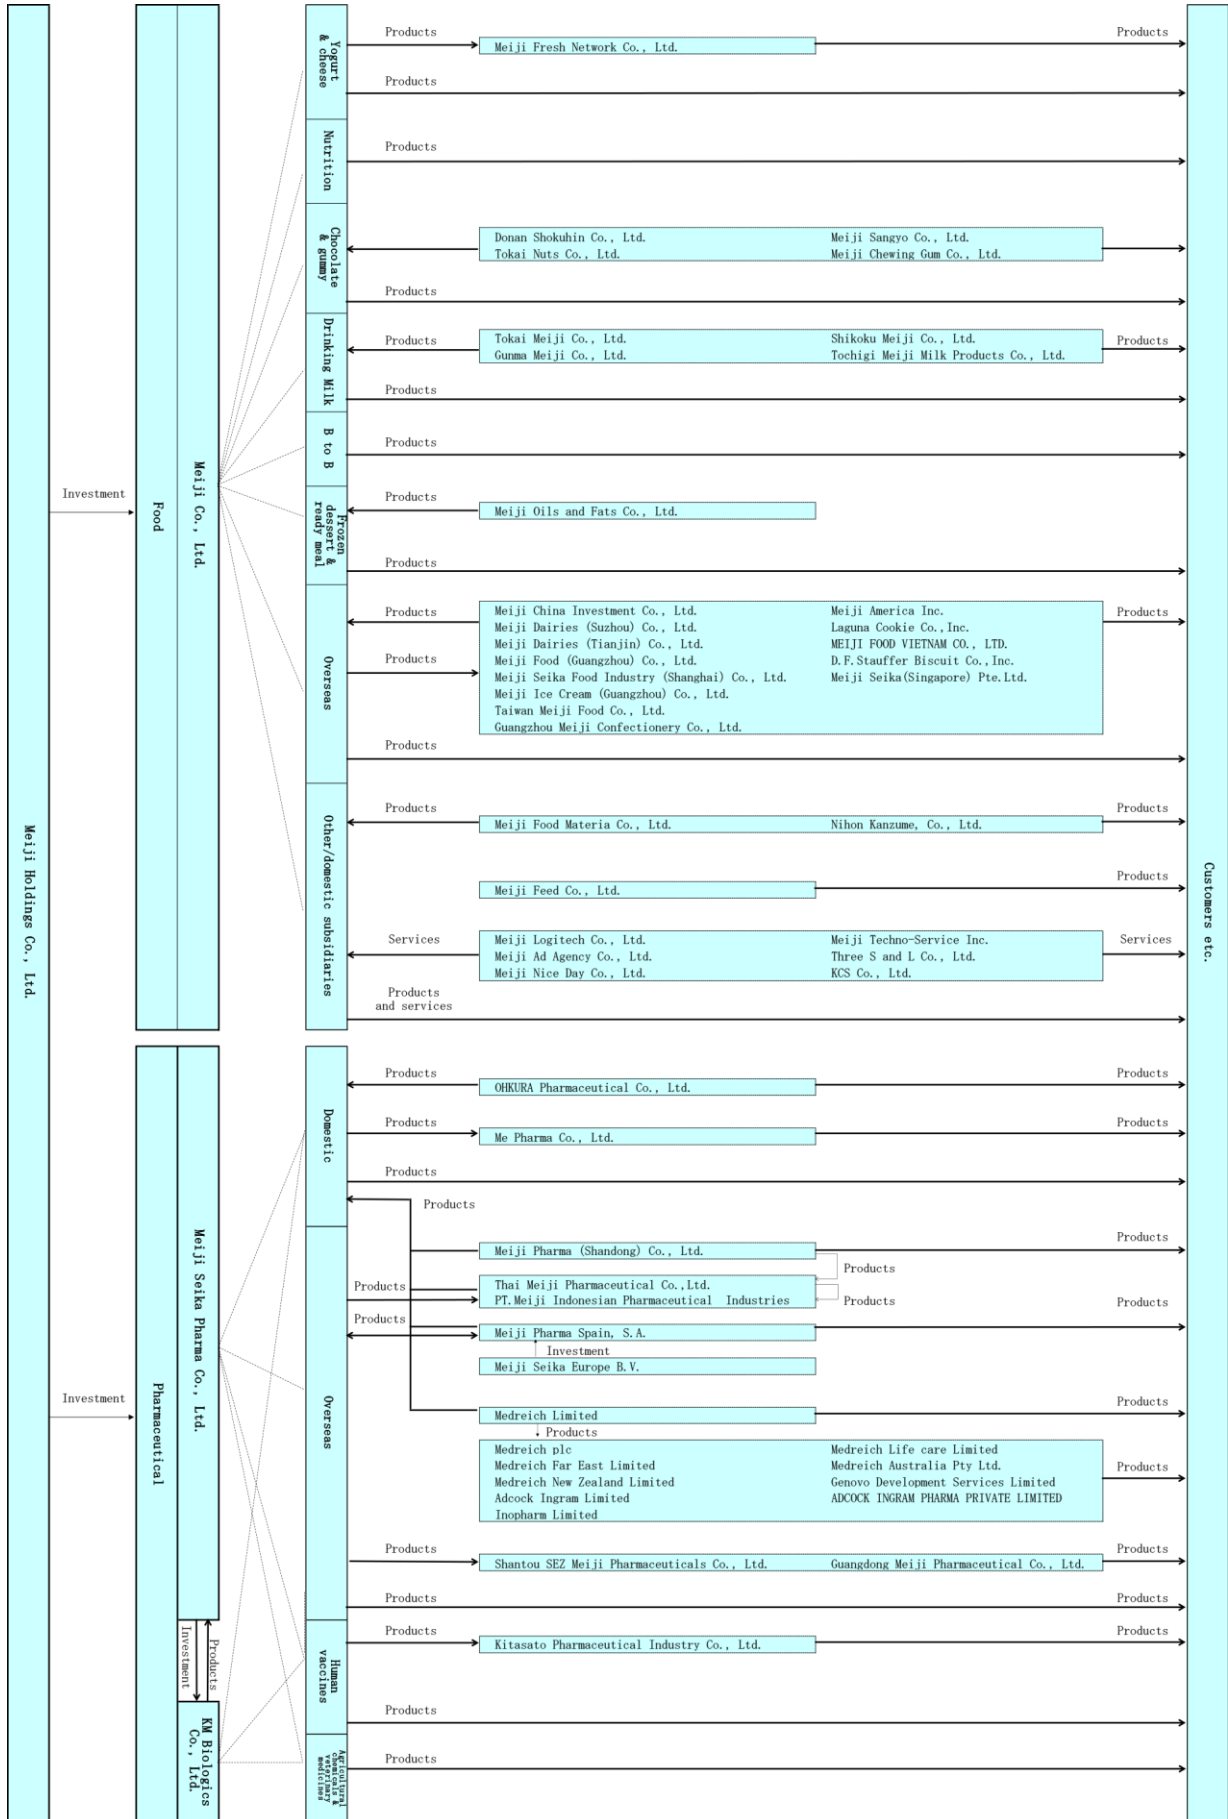 Meiji Holdings Co., Ltd.
Investment
Food
Meiji Co., Ltd.
Yogurt
& cheese
Products
Meiji Fresh Network Co., Ltd.
Products
Products
Nutrition
Products
Chocolate
& gummy
Donan Shokuhin Co., Ltd.
Meiji Sangyo Co., Ltd.
Tokai Nuts Co., Ltd.
Meiji Chewing Gum Co., Ltd.
Products
Drinking Milk
Products
Tokai Meiji Co., Ltd.
Shikoku Meiji Co., Ltd.
Gunma Meiji Co., Ltd.
Tochigi Meiji Milk Products Co., Ltd.
Products
Products
B to B
Products
Frozen
dessert &
ready meal
Products
Meiji Oils and Fats Co., Ltd.
Products
Overseas
Products
Products
Meiji China Investment Co., Ltd.
Meiji America Inc.
Meiji Dairies (Suzhou) Co., Ltd.
Laguna Cookie Co.,Inc.
Meiji Dairies (Tianjin) Co., Ltd.
MEIJI FOOD VIETNAM CO., LTD.
Meiji Food (Guangzhou) Co., Ltd.
D.F.Stauffer Biscuit Co.,Inc.
Meiji Seika Food Industry (Shanghai) Co., Ltd.
Meiji Seika(Singapore) Pte.Ltd.
Meiji Ice Cream (Guangzhou) Co., Ltd.
Taiwan Meiji Food Co., Ltd.
Guangzhou Meiji Confectionery Co., Ltd.
Products
Products
Other/domestic subsidiaries
Products
Meiji Food Materia Co., Ltd.
Nihon Kanzume, Co., Ltd.
Products
Meiji Feed Co., Ltd.
Products
Services
Meiji Logitech Co., Ltd.
Meiji Techno-Service Inc.
Meiji Ad Agency Co., Ltd.
Three S and L Co., Ltd.
Meiji Nice Day Co., Ltd.
KCS Co., Ltd.
Services
Products
and services
Customers etc.
Investment
Pharmaceutical
Meiji Seika Pharma Co., Ltd.
Investment
Products
KM Biologics
Co., Ltd.
Domestic
Products
OHKURA Pharmaceutical Co., Ltd.
Products
Products
Me Pharma Co., Ltd.
Products
Products
Products
Overseas
Meiji Pharma (Shandong) Co., Ltd.
Products
Products
Products
Thai Meiji Pharmaceutical Co.,Ltd.
PT.Meiji Indonesian Pharmaceutical Industries
Products
Products
Meiji Pharma Spain, S.A.
Products
Investment
Meiji Seika Europe B.V.
Medreich Limited
Products
Products
Medreich plc
Medreich Life care Limited
Medreich Far East Limited
Medreich Australia Pty Ltd.
Medreich New Zealand Limited
Genovo Development Services Limited
Adcock Ingram Limited
ADCOCK INGRAM PHARMA PRIVATE LIMITED
Inopharm Limited
Products
Products
Shantou SEZ Meiji Pharmaceuticals Co., Ltd.
Guangdong Meiji Pharmaceutical Co., Ltd.
Products
Products
Products
Human
vaccines
Products
Kitasato Pharmaceutical Industry Co., Ltd.
Products
Products
Agricultural
chemicals &
veterinary
medicines
Products